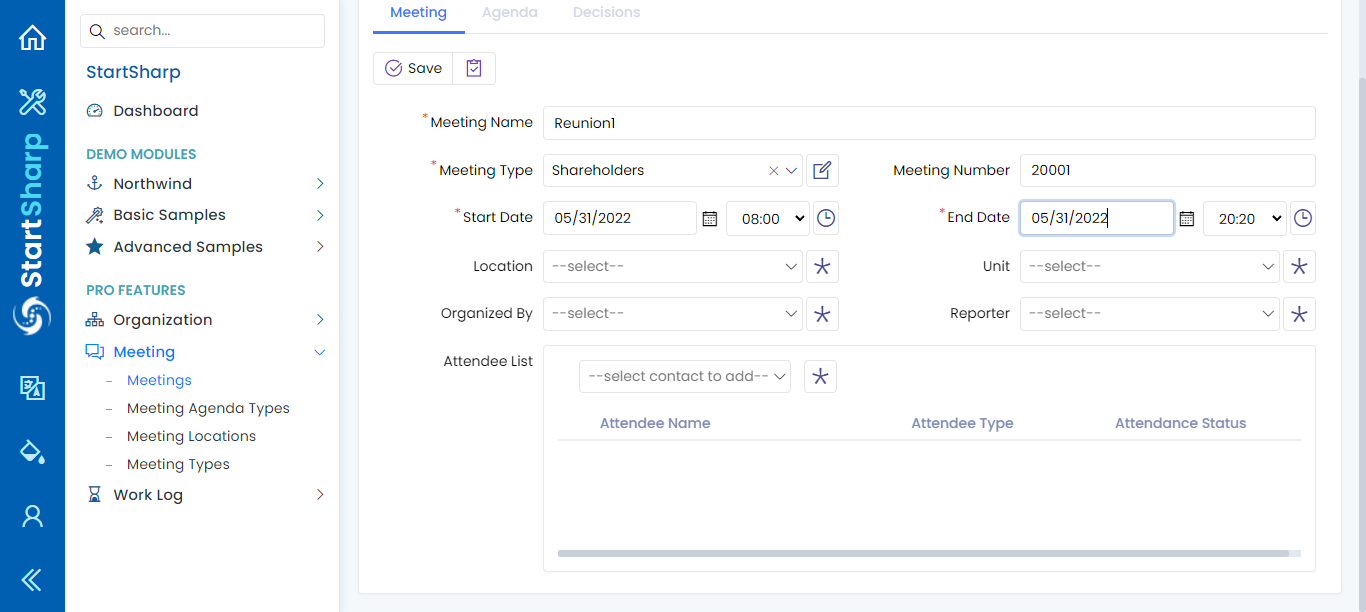 Meeting Agenda Decisions
search...
StartSharp
Save
Dashboard
*Meeting Name Reunion1
DEMO MODULES
*Meeting Type Shareholders Meeting Number 20001
Northwind
Basic Samples
*Start Date 05/31/2022 08:00 *End Date 05/31/2022 20:20
Advanced Samples
Location --select-- Unit --select--
PRO FEATURES
Organization
Organized By --select-- Reporter --select--
Meeting
Attendee List
Meetings
--select contact to add--
Meeting Agenda Types
Attendee Name Attendee Type Attendance Status
Meeting Locations
Meeting Types
Work Log
StartSharp